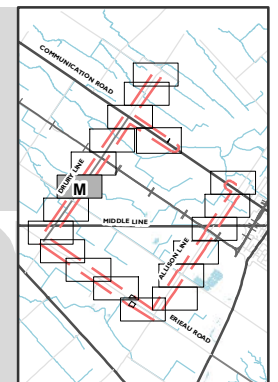 COMMUNICATION ROAD
DRURY LINE
M
MIDDLE LINE
ALLISON LINE
ERIEAU ROAD